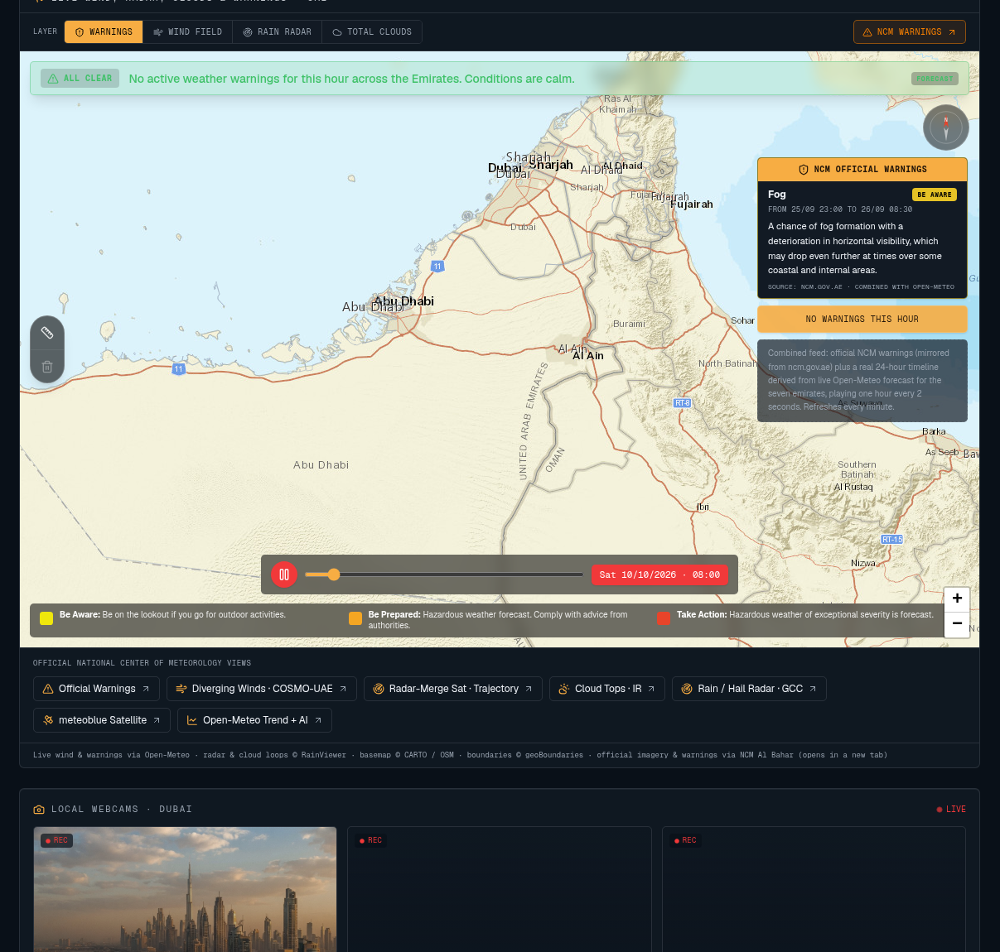 LAYER
WARNINGS
WIND FIELD
RAIN RADAR
TOTAL CLOUDS
NCM WARNINGS
ALL CLEAR
No active weather warnings for this hour across the Emirates. Conditions are calm.
FORECAST
Ras Al
Khaimah
N
Sharjah
Dubai
Sharjah
Dubai
Al Dhaid
Al Dhaid
Sharjah
Fujairah
Fujairah
Dubai
11
Abu Dhabi
Abu Dhabi
Buraimi
Sohar
Al Ain
Al Ain
North Batinah
11
UNITED ARAB EMIRATES
OMAN
RT-8
Abu Dhabi
As Suwayq
Barka
As Seeb
Southern
Batinah
Al Rustaq
Ibri
RT-15
Nizwa
NCM OFFICIAL WARNINGS
Fog
BE AWARE
FROM 25/09 23:00 TO 26/09 08:30
A chance of fog formation with a
deterioration in horizontal visibility, which
may drop even further at times over some
coastal and internal areas.
SOURCE: NCM.GOV.AE · COMBINED WITH OPEN-METEO
NO WARNINGS THIS HOUR
Combined feed: official NCM warnings (mirrored
from ncm.gov.ae) plus a real 24-hour timeline
derived from live Open-Meteo forecast for the
seven emirates, playing one hour every 2
seconds. Refreshes every minute.
Sat 10/10/2026 · 08:00
+
−
Be Aware: Be on the lookout if you go for outdoor activities.
Be Prepared: Hazardous weather forecast. Comply with advice from
authorities.
Take Action: Hazardous weather of exceptional severity is forecast.
OFFICIAL NATIONAL CENTER OF METEOROLOGY VIEWS
Official Warnings
Diverging Winds · COSMO-UAE
Radar-Merge Sat · Trajectory
Cloud Tops · IR
Rain / Hail Radar · GCC
meteoblue Satellite
Open-Meteo Trend + AI
Live wind & warnings via Open-Meteo · radar & cloud loops © RainViewer · basemap © CARTO / OSM · boundaries © geoBoundaries · official imagery & warnings via NCM Al Bahar (opens in a new tab)
LOCAL WEBCAMS · DUBAI
LIVE
REC
REC
REC